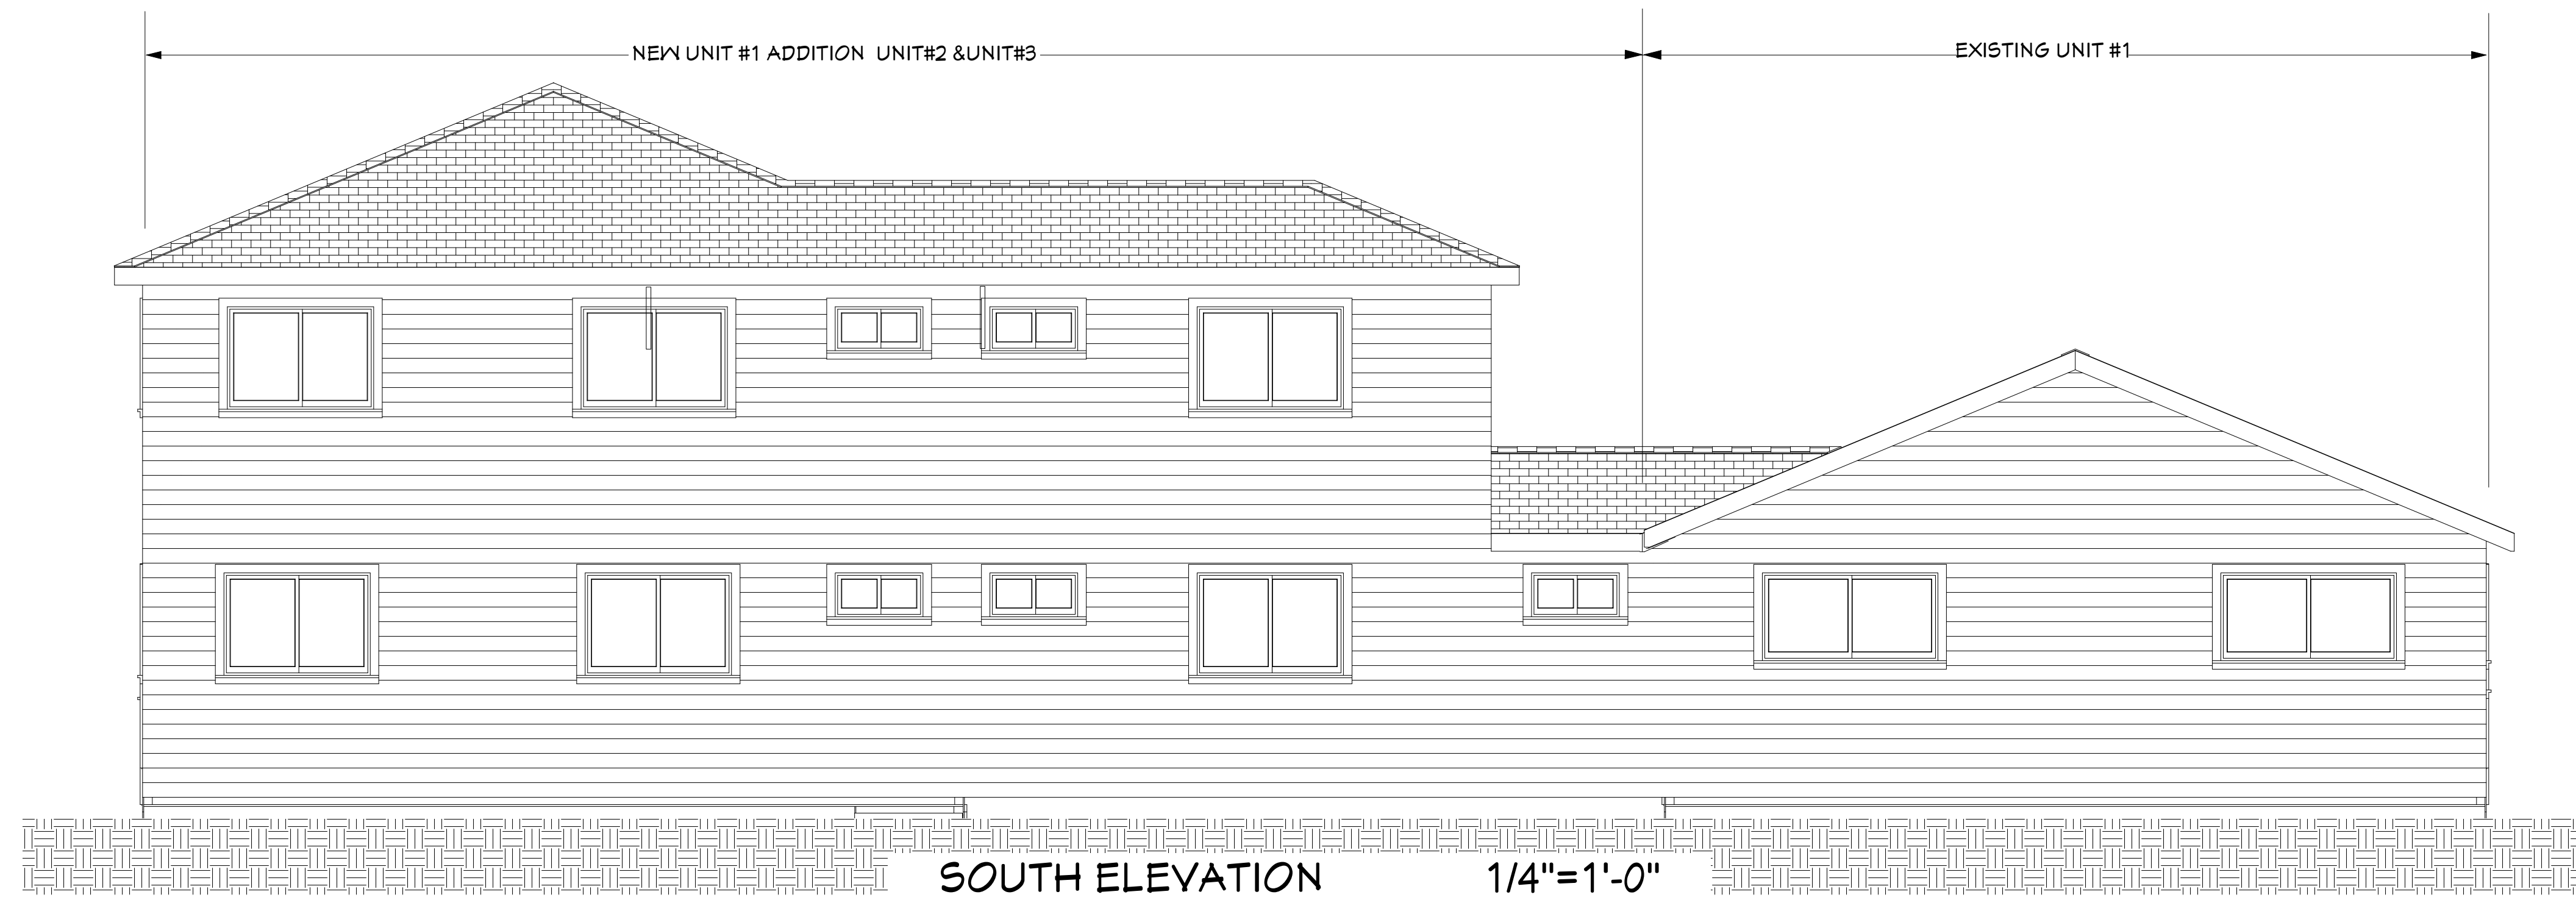 NEW UNIT #1 ADDITION UNIT#2 &UNIT#3
EXISTING UNIT #1
SOUTH ELEVATION 1/4"=1'-0"